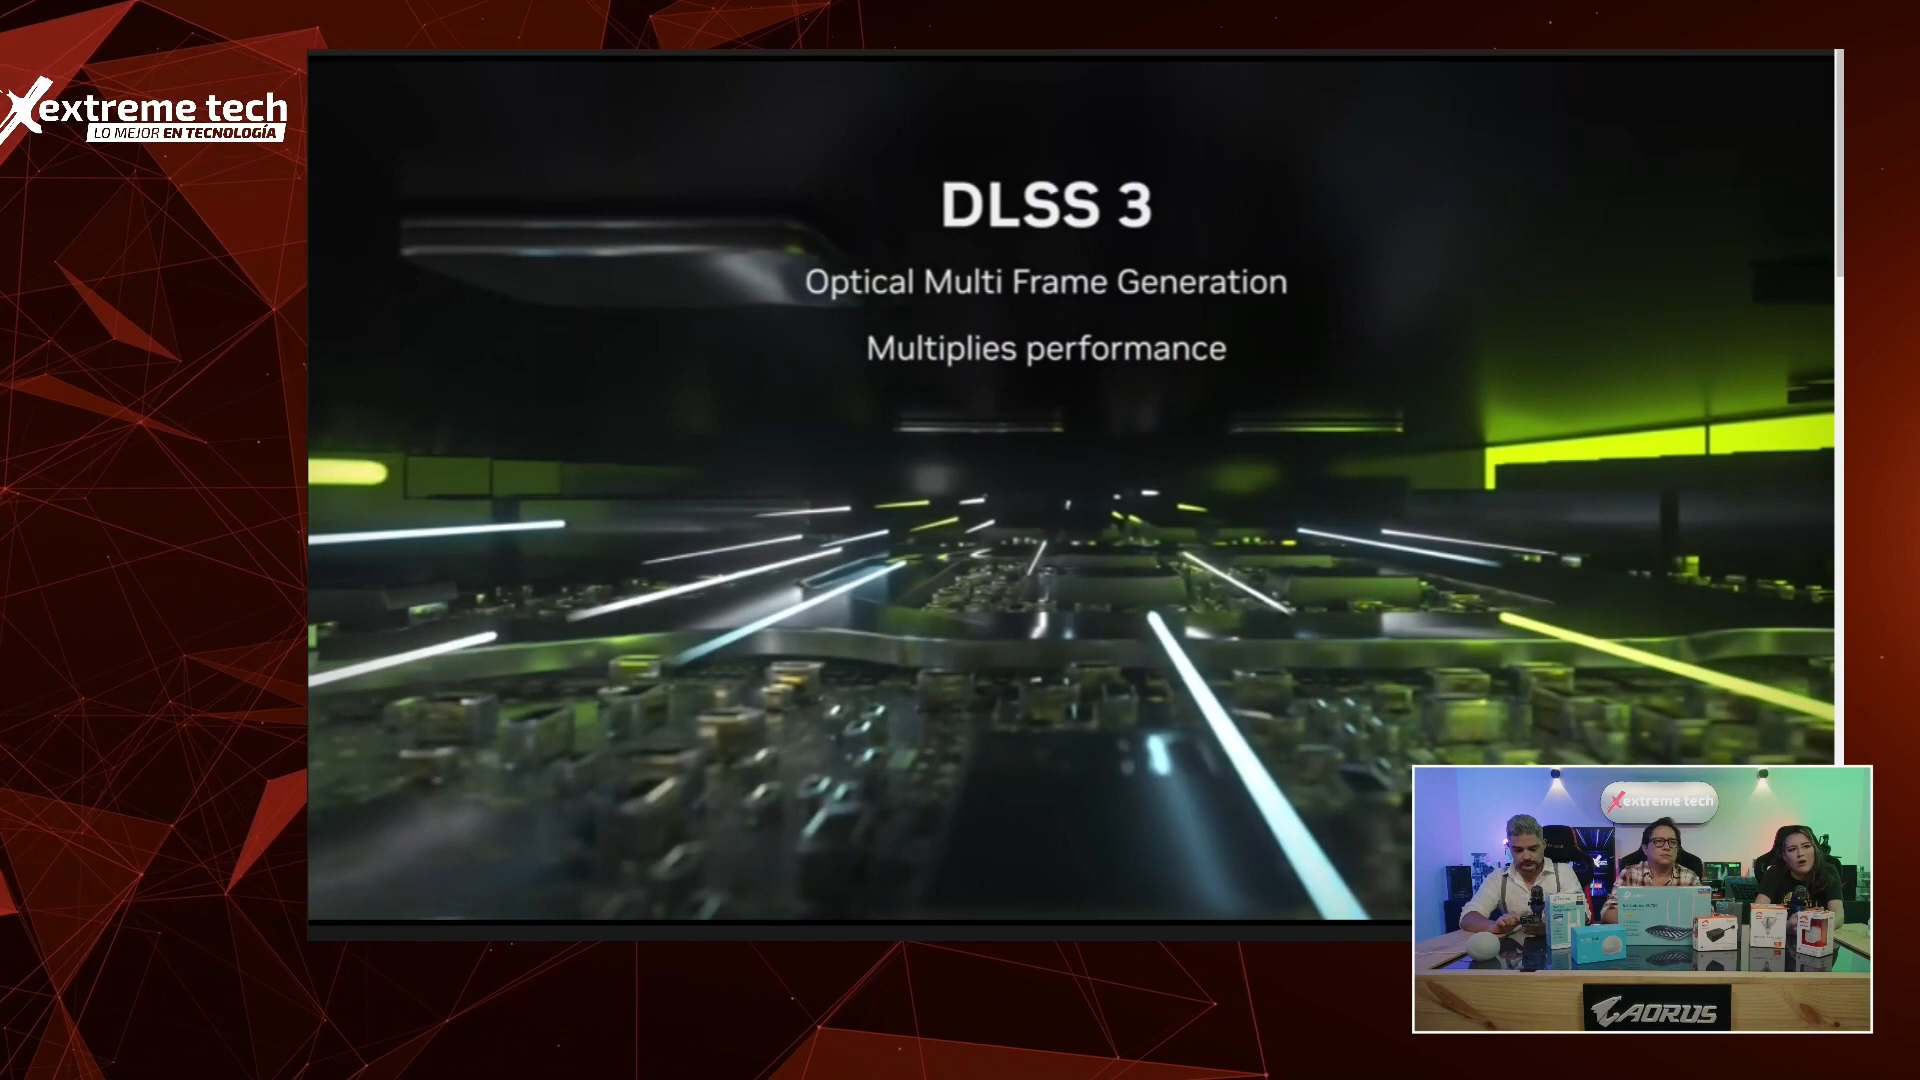 extreme tech
LO MEJOR EN TECNOLOGÍA
DLSS 3
Optical Multi Frame Generation
Multiplies performance
extreme tech
AORUS